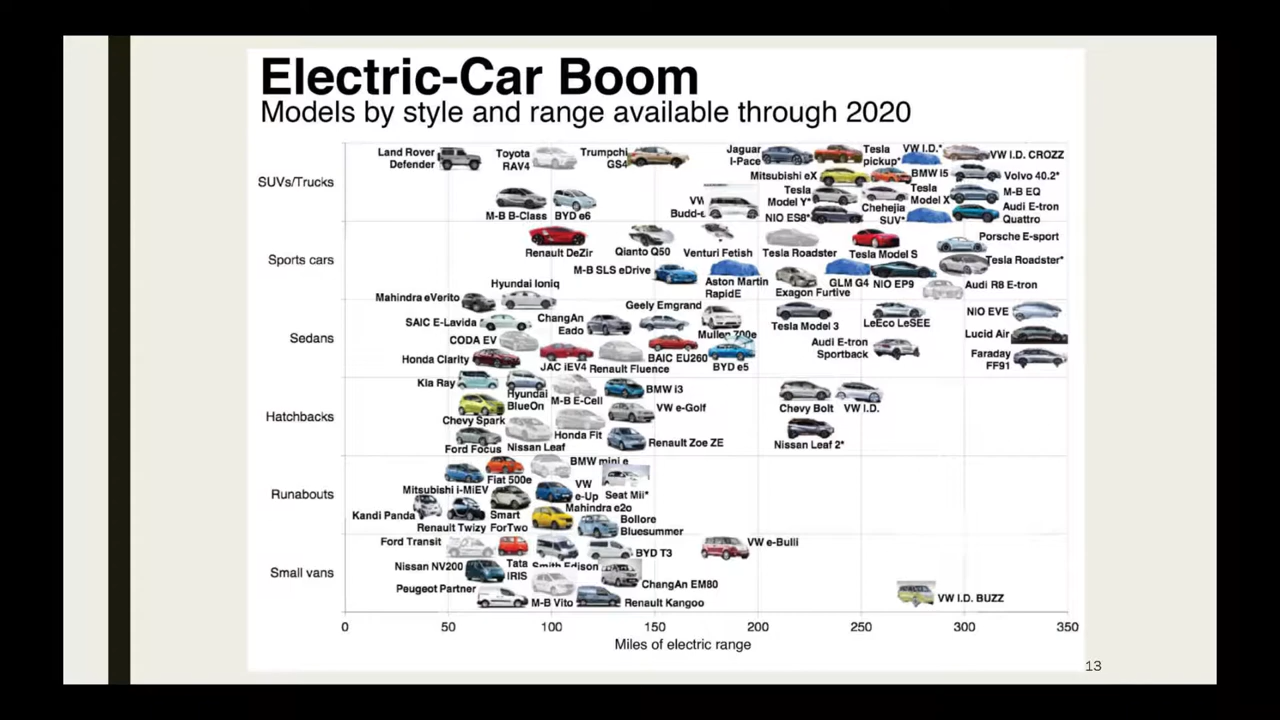 Electric-Car Boom
Models by style and range available through 2020
SUVs/Trucks
Land Rover
Defender
Toyota
RAV4
Trumpchi
GS4
Jaguar
I-Pace
Tesla
pickup*
VW I.D.*
VW I.D. CROZZ
Mitsubishi eX
BMW i5
Volvo 40.2*
M-B B-Class
BYD e6
VW
Budd-e
Tesla
Model Y*
Tesla
Model X
M-B EQ
NIO ES8*
Chehejia
SUV*
Audi E-tron
Quattro
Sports cars
Renault DeZir
Qianto Q50
Venturi Fetish
Tesla Roadster
Tesla Model S
Porsche E-sport
M-B SLS eDrive
Aston Martin
RapidE
Exagon Furtive
GLM G4
NIO EP9
Tesla Roadster*
Audi R8 E-tron
Sedans
Mahindra eVerito
Hyundai Ioniq
Geely Emgrand
SAIC E-Lavida
ChangAn
Eado
Mullen 700e
Tesla Model 3
LeEco LeSEE
NIO EVE
CODA EV
Lucid Air
Honda Clarity
JAC iEV4
Renault Fluence
BAIC EU260
BYD e5
Audi E-tron
Sportback
Faraday
FF91
Hatchbacks
Kia Ray
Hyundai
BlueOn
M-B E-Cell
BMW i3
Chevy Spark
VW e-Golf
Chevy Bolt
VW I.D.
Ford Focus
Nissan Leaf
Honda Fit
Renault Zoe ZE
Nissan Leaf 2*
Runabouts
Mitsubishi i-MiEV
Fiat 500e
BMW mini e
VW
e-Up
Seat Mii*
Kandi Panda
Renault Twizy
Smart
ForTwo
Mahindra e2o
Bollore
Bluesummer
Small vans
Ford Transit
Tata
IRIS
Smith Edison
BYD T3
VW e-Bulli
Nissan NV200
ChangAn EM80
Peugeot Partner
M-B Vito
Renault Kangoo
VW I.D. BUZZ
0 50 100 150 200 250 300 350
Miles of electric range
13